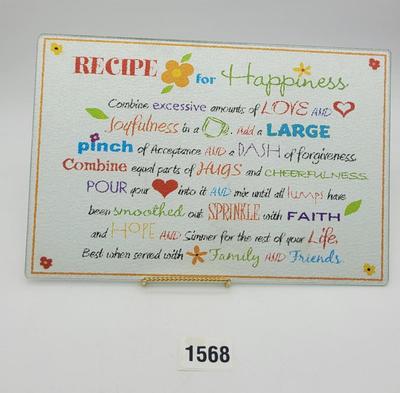 RECIPE for Happiness
Combine excessive amounts of LOVE AND
Joyfulness in a . Add a LARGE
pinch of Acceptance AND a DASH of forgiveness.
Combine equal parts of HUGS and CHEERFULNESS.
POUR your into it AND mix until all lumps have
been smoothed out. SPRINKLE with FAITH
and HOPE AND Simmer for the rest of your Life.
Best when served with Family AND Friends.
1568